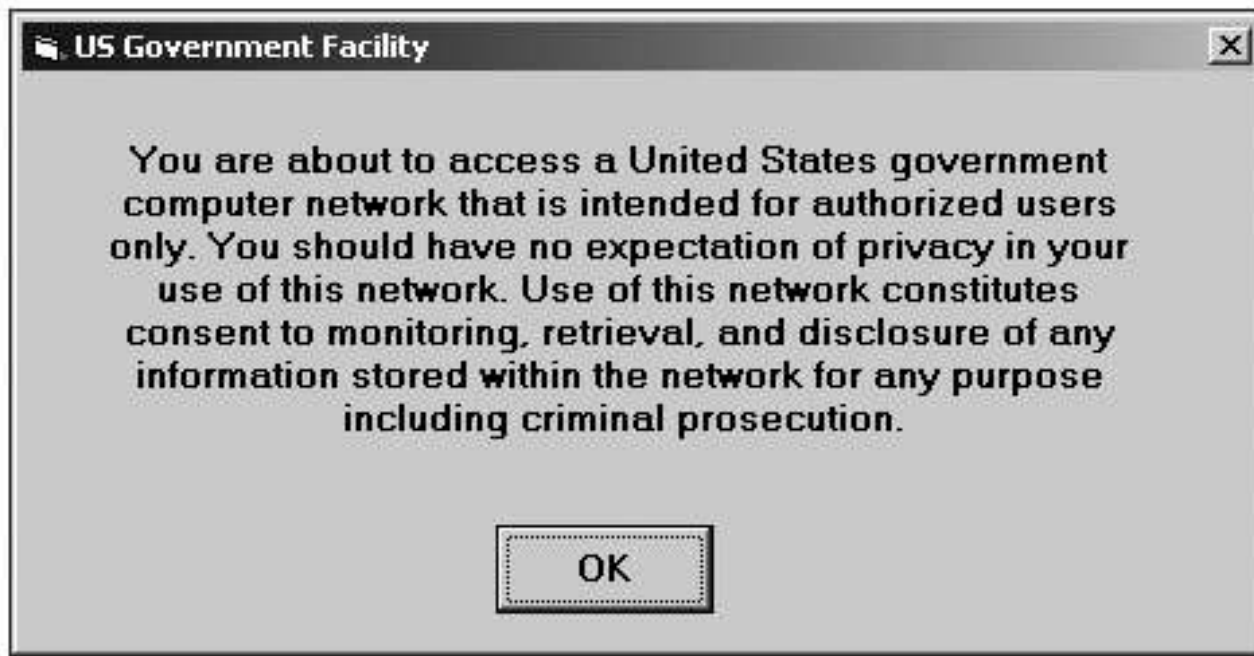 US Government Facility
You are about to access a United States government
computer network that is intended for authorized users
only. You should have no expectation of privacy in your
use of this network. Use of this network constitutes
consent to monitoring, retrieval, and disclosure of any
information stored within the network for any purpose
including criminal prosecution.
OK